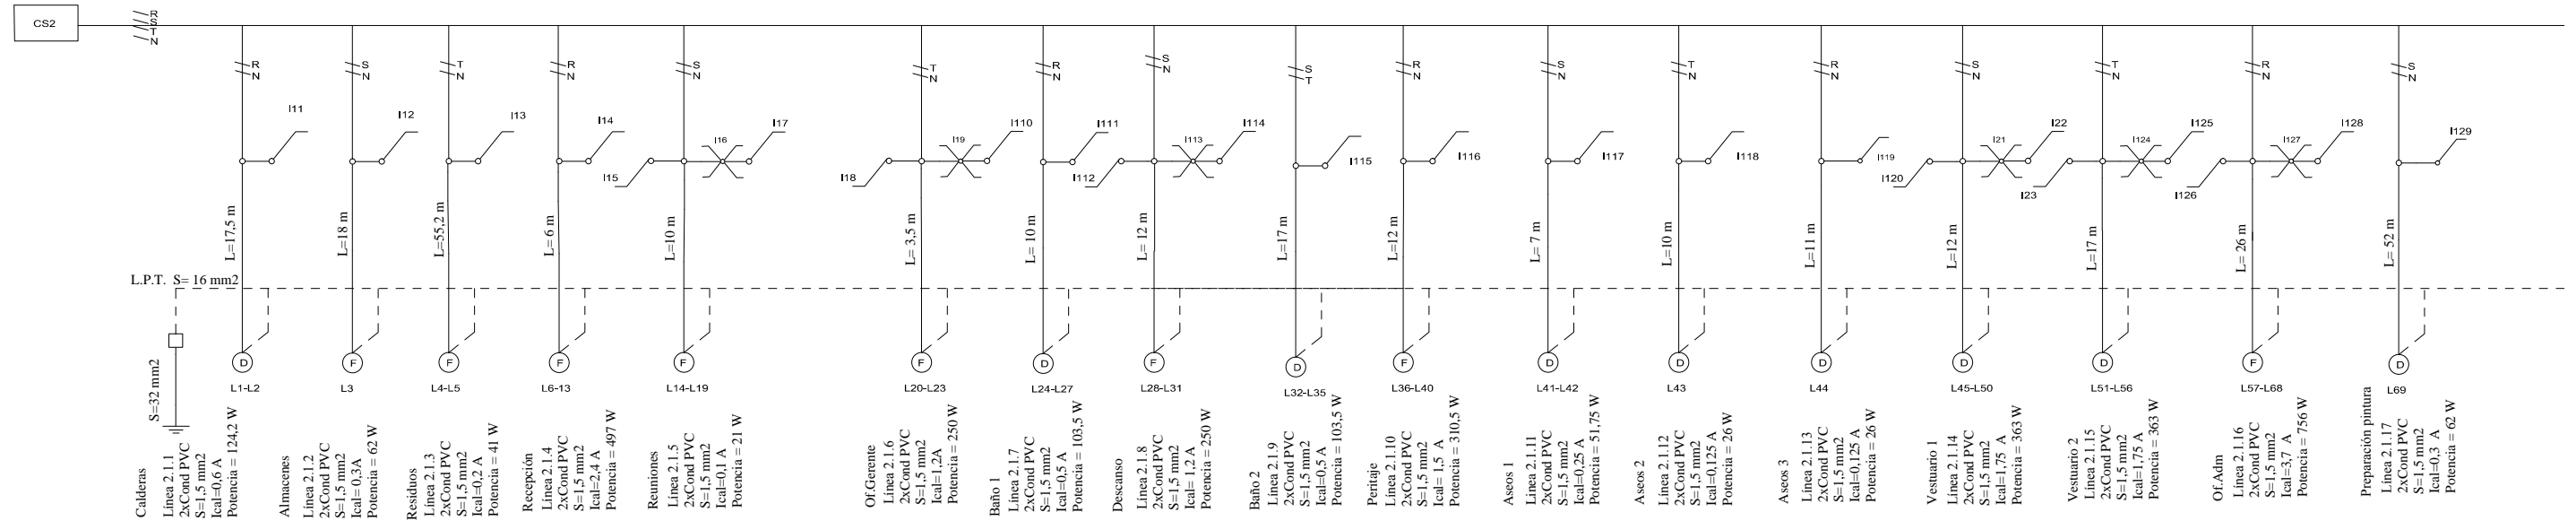 CS2
R
S
T
N
R
N
S
N
T
N
R
N
S
N
T
N
R
N
S
N
S
T
R
N
S
N
T
N
R
N
S
N
T
N
R
N
S
N
I11
I12
I13
I14
I15
I16
I17
I18
I19
I110
I111
I112
I113
I114
I115
I116
I117
I118
I119
I120
I21
I22
I23
I124
I125
I126
I127
I128
I129
L=17,5 m
L=18 m
L=55,2 m
L= 6 m
L=10 m
L= 3,5 m
L= 10 m
L= 12 m
L=17 m
L=12 m
L= 7 m
L=10 m
L=11 m
L=12 m
L=17 m
L= 26 m
L= 52 m
L.P.T. S= 16 mm2
S=32 mm2
D
F
F
F
F
F
D
F
D
F
D
D
D
D
D
F
D
L1-L2
L3
L4-L5
L6-13
L14-L19
L20-L23
L24-L27
L28-L31
L32-L35
L36-L40
L41-L42
L43
L44
L45-L50
L51-L56
L57-L68
L69
Calderas
Línea 2.1.1
2xCond PVC
S=1,5 mm2
Ical=0,6 A
Potencia = 124,2 W
Almacenes
Línea 2.1.2
2xCond PVC
S=1,5 mm2
Ical= 0,3A
Potencia = 62 W
Residuos
Línea 2.1.3
2xCond PVC
S=1,5 mm2
Ical=0,2 A
Potencia = 41 W
Recepción
Línea 2.1.4
2xCond PVC
S=1,5 mm2
Ical=2,4 A
Potencia = 497 W
Reuniones
Línea 2.1.5
2xCond PVC
S=1,5 mm2
Ical=0,1 A
Potencia = 21 W
Of.Gerente
Línea 2.1.6
2xCond PVC
S=1,5 mm2
Ical=1,2A
Potencia = 250 W
Baño 1
Línea 2.1.7
2xCond PVC
S=1,5 mm2
Ical=0,5 A
Potencia = 103,5 W
Descanso
Línea 2.1.8
2xCond PVC
S=1,5 mm2
Ical= 1,2 A
Potencia = 250 W
Baño 2
Línea 2.1.9
2xCond PVC
S=1,5 mm2
Ical=0,5 A
Potencia = 103,5 W
Peritaje
Línea 2.1.10
2xCond PVC
S=1,5 mm2
Ical= 1,5 A
Potencia = 310,5 W
Aseos 1
Línea 2.1.11
2xCond PVC
S=1,5 mm2
Ical=0,25 A
Potencia = 51,75 W
Aseos 2
Línea 2.1.12
2xCond PVC
S=1,5 mm2
Ical=0,125 A
Potencia = 26 W
Aseos 3
Línea 2.1.13
2xCond PVC
S=1,5 mm2
Ical=0,125 A
Potencia = 26 W
Vestuario 1
Línea 2.1.14
2xCond PVC
S=1,5 mm2
Ical=1,75 A
Potencia = 363 W
Vestuario 2
Línea 2.1.15
2xCond PVC
S=1,5 mm2
Ical=1,75 A
Potencia = 363 W
Of.Adm
Línea 2.1.16
2xCond PVC
S=1,5 mm2
Ical=3,7 A
Potencia = 756 W
Preparación pintura
Línea 2.1.17
2xCond PVC
S=1,5 mm2
Ical=0,3 A
Potencia = 62 W